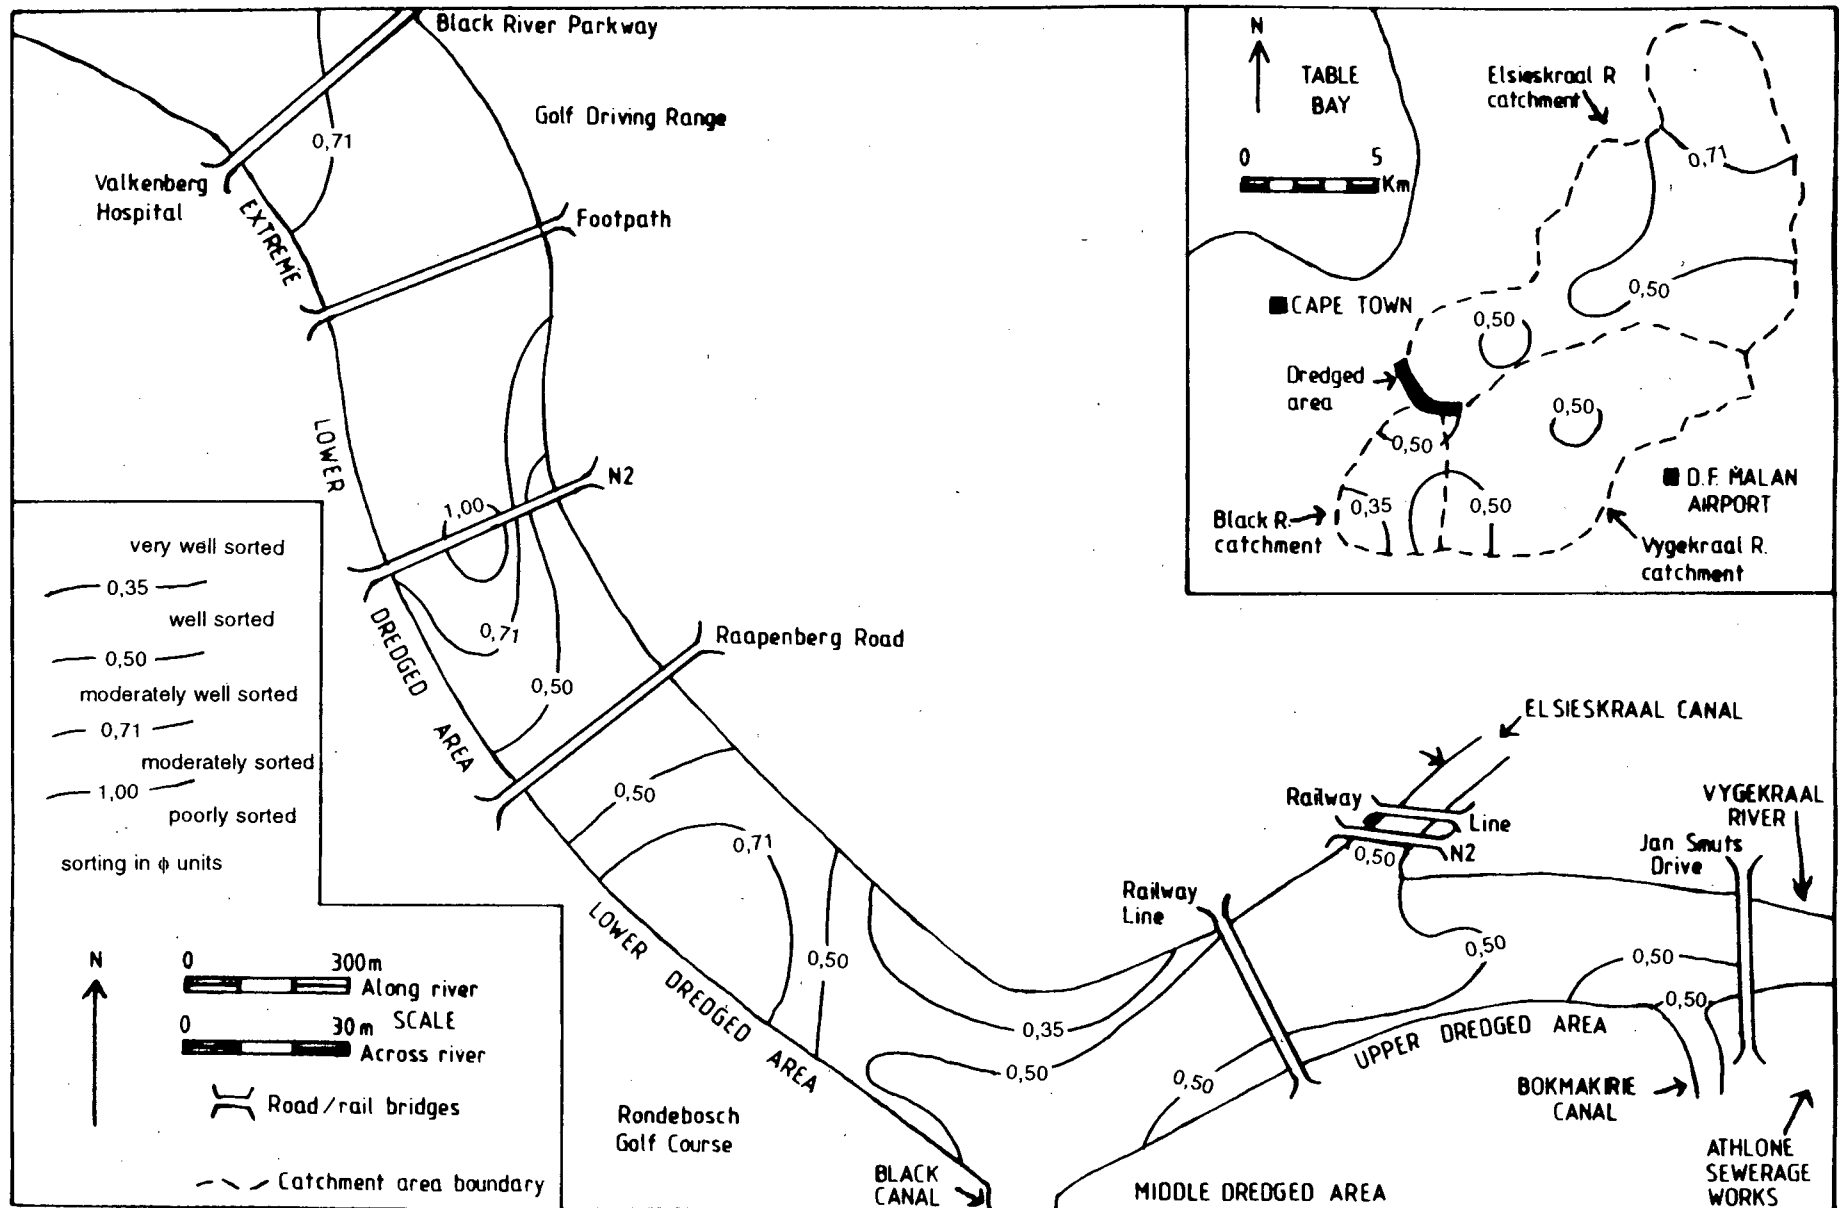 Black River Parkway
Golf Driving Range
0,71
Valkenberg
Hospital
EXTREME
Footpath
LOWER
N2
1,00
DREDGED
0,71
Raapenberg Road
0,50
AREA
0,50
0,71
LOWER DREDGED AREA
0,50
0,35
0,50
0,50
Rondebosch
Golf Course
BLACK
CANAL
MIDDLE DREDGED AREA
Railway
Line
Railway
Line
N2
0,50
ELSIESKRAAL CANAL
VYGEKRAAL
RIVER
Jan Smuts
Drive
0,50
0,50
0,50
UPPER DREDGED AREA
BOKMAKIRIE
CANAL
ATHLONE
SEWERAGE
WORKS
N
TABLE
BAY
0 5
Km
Elsieskraal R
catchment
0,71
0,50
CAPE TOWN
0,50
Dredged
area
0,50
0,50
0,35
0,50
D.F. MALAN
AIRPORT
Black R.
catchment
Vygekraal R.
catchment
very well sorted
0,35
well sorted
0,50
moderately well sorted
0,71
moderately sorted
1,00
poorly sorted
sorting in ϕ units
N
0 300m
Along river
SCALE
0 30m
Across river
Road/rail bridges
Catchment area boundary